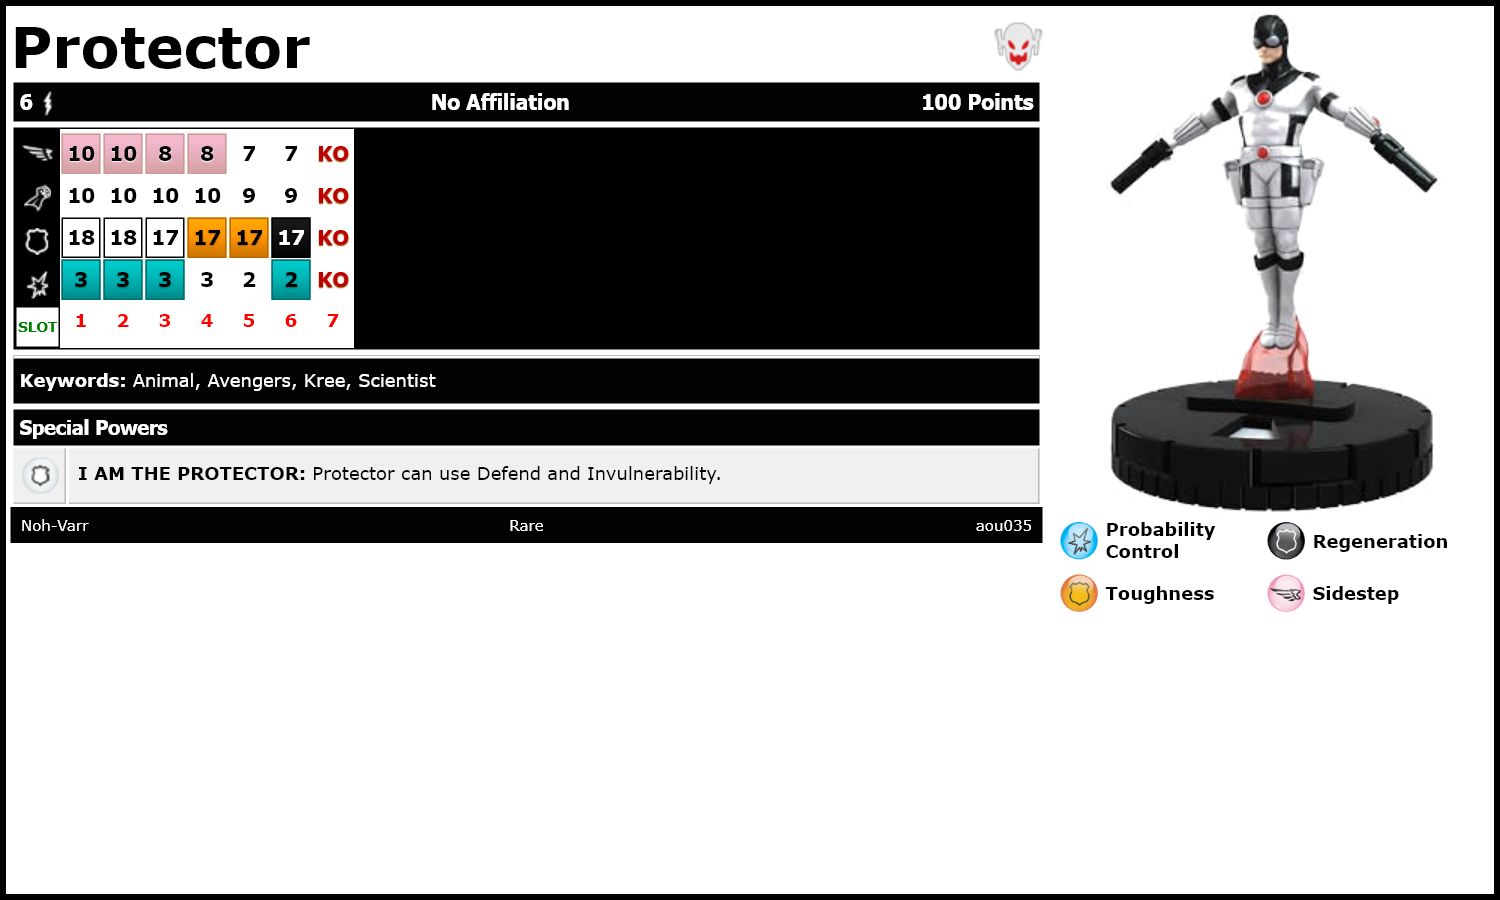 Protector
6 No Affiliation 100 Points
10 10 8 8 7 7 KO
10 10 10 10 9 9 KO
18 18 17 17 17 17 KO
3 3 3 3 2 2 KO
SLOT 1 2 3 4 5 6 7
Keywords: Animal, Avengers, Kree, Scientist
Special Powers
I AM THE PROTECTOR: Protector can use Defend and Invulnerability.
Noh-Varr Rare aou035
Probability
Control
Regeneration
Toughness
Sidestep